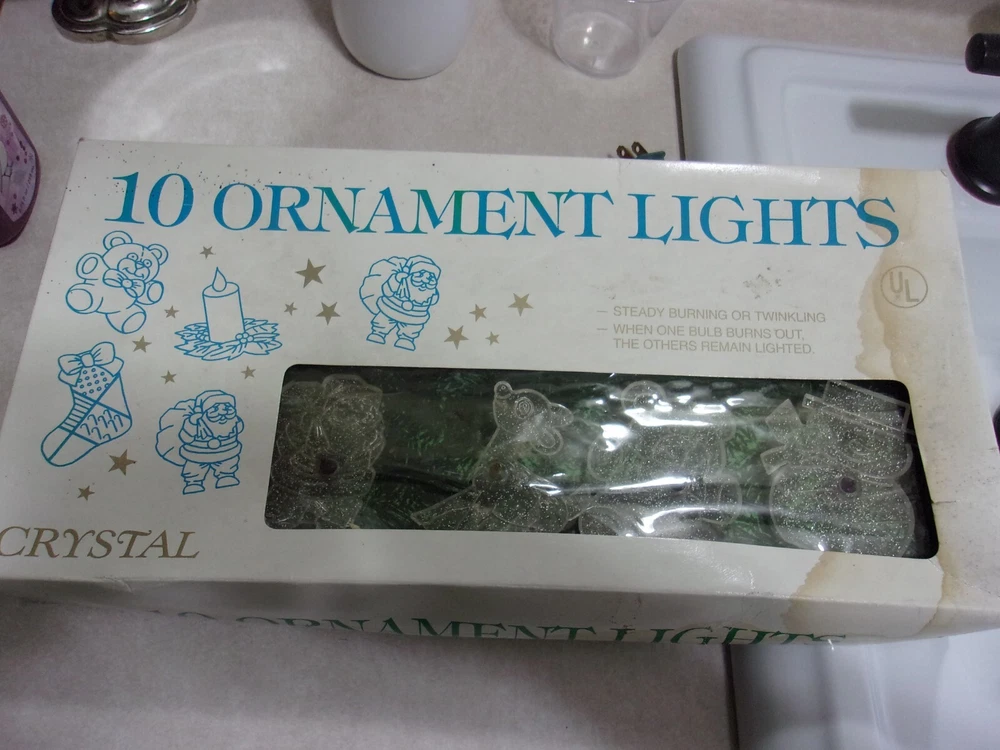 10 ORNAMENT LIGHTS
UL
— STEADY BURNING OR TWINKLING
— WHEN ONE BULB BURNS OUT,
THE OTHERS REMAIN LIGHTED.
CRYSTAL
10 ORNAMENT LIGHTS